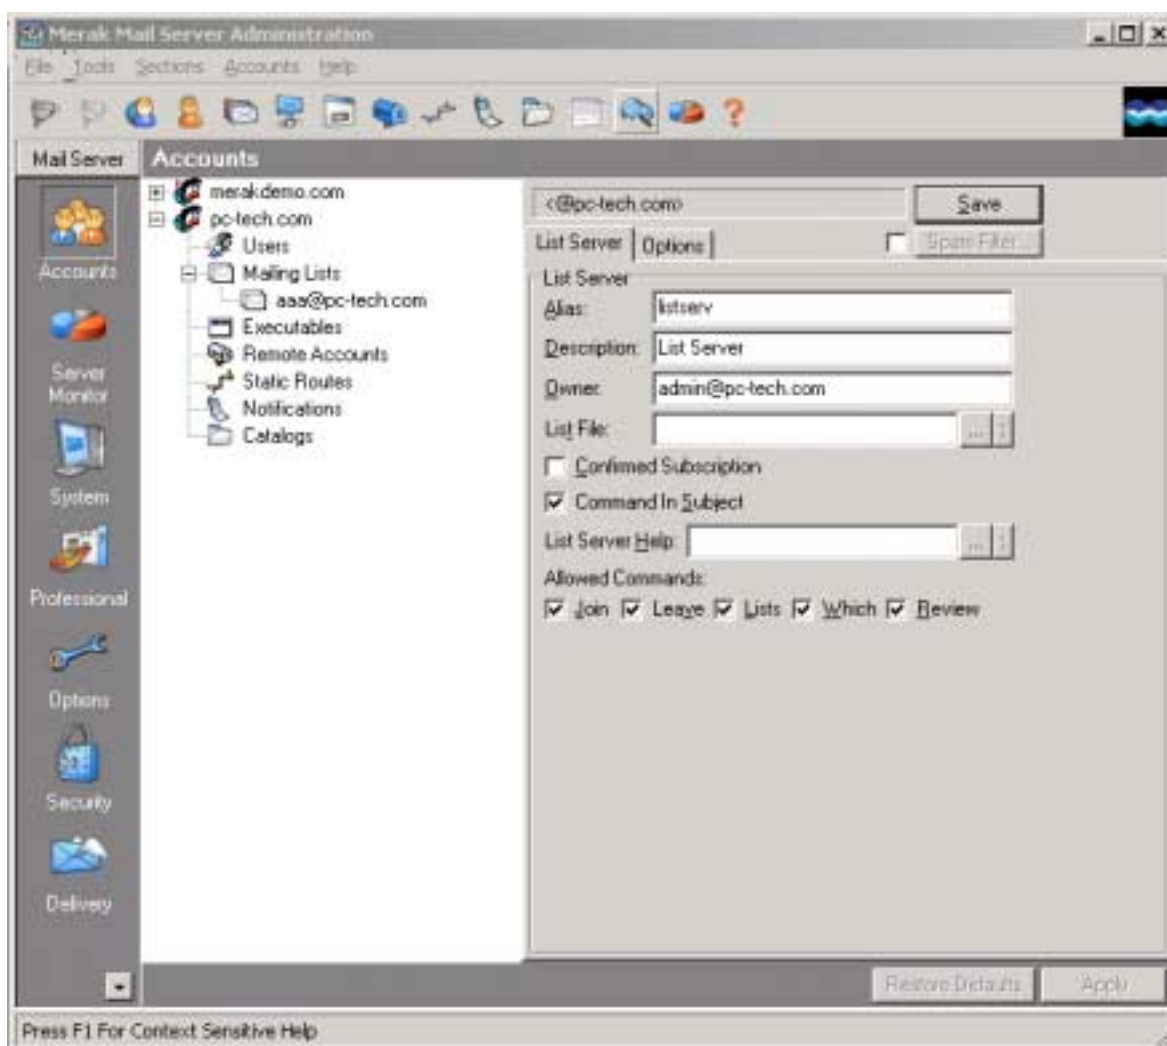 Merak Mail Server Administration
File Tools Sections Accounts Help
Mail Server
Accounts
Accounts
Server Monitor
System
Professional
Options
Security
Delivery
merakdemo.com
pc-tech.com
Users
Mailing Lists
aaa@pc-tech.com
Executables
Remote Accounts
Static Routes
Notifications
Catalogs
<@pc-tech.com>
Save
List Server
Options
Spam Filter...
List Server
Alias: listserv
Description: List Server
Owner: admin@pc-tech.com
List File: ... :
Confirmed Subscription
Command In Subject
List Server Help: ... :
Allowed Commands:
Join Leave Lists Which Review
Restore Defaults
Apply
Press F1 For Context Sensitive Help